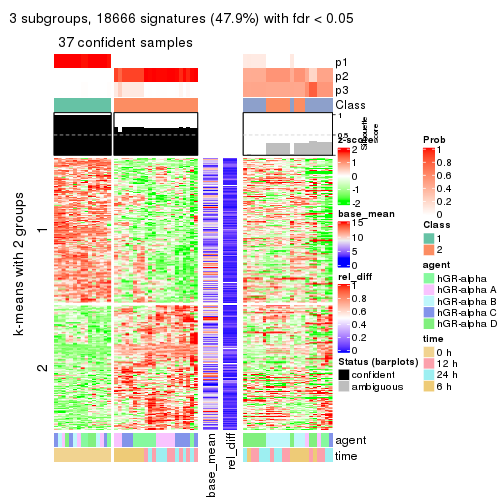 3 subgroups, 18666 signatures (47.9%) with fdr < 0.05
37 confident samples
p1
p2
p3
Class
1
0.5
Silhouette
score
k-means with 2 groups
1
2
z-score
2
1
0
-1
-2
base_mean
15
10
5
0
rel_diff
1
0.8
0.6
0.4
0.2
0
Status (barplots)
confident
ambiguous
Prob
1
0.8
0.6
0.4
0.2
0
Class
1
2
agent
hGR-alpha
hGR-alpha A
hGR-alpha B
hGR-alpha C
hGR-alpha D
time
0 h
12 h
24 h
6 h
agent
time
base_mean
rel_diff